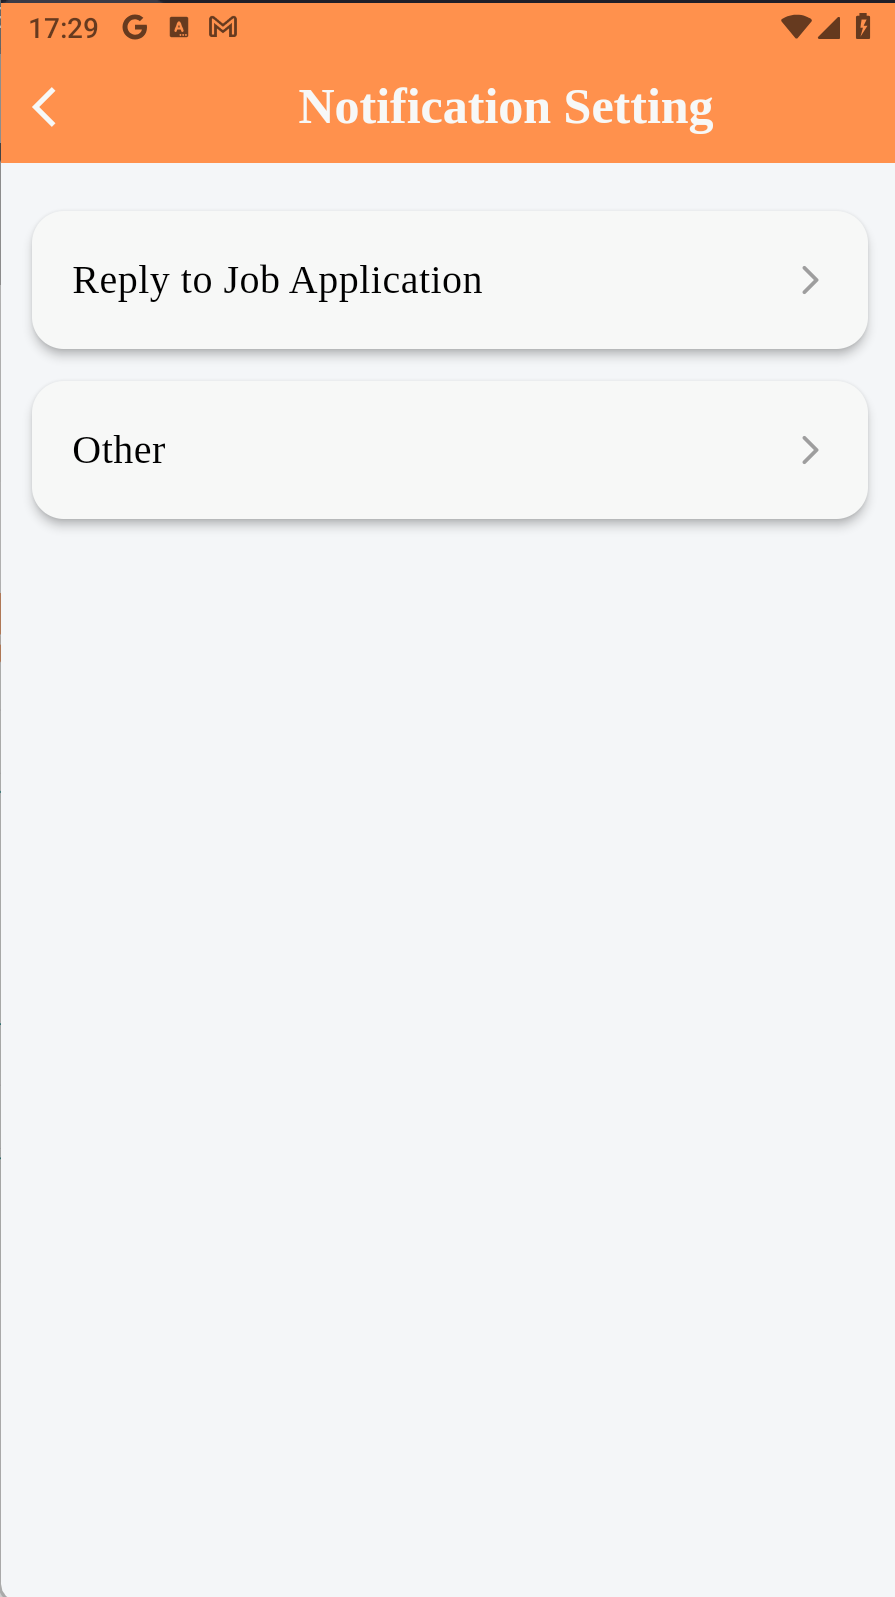 17:29
Notification Setting
Reply to Job Application
Other